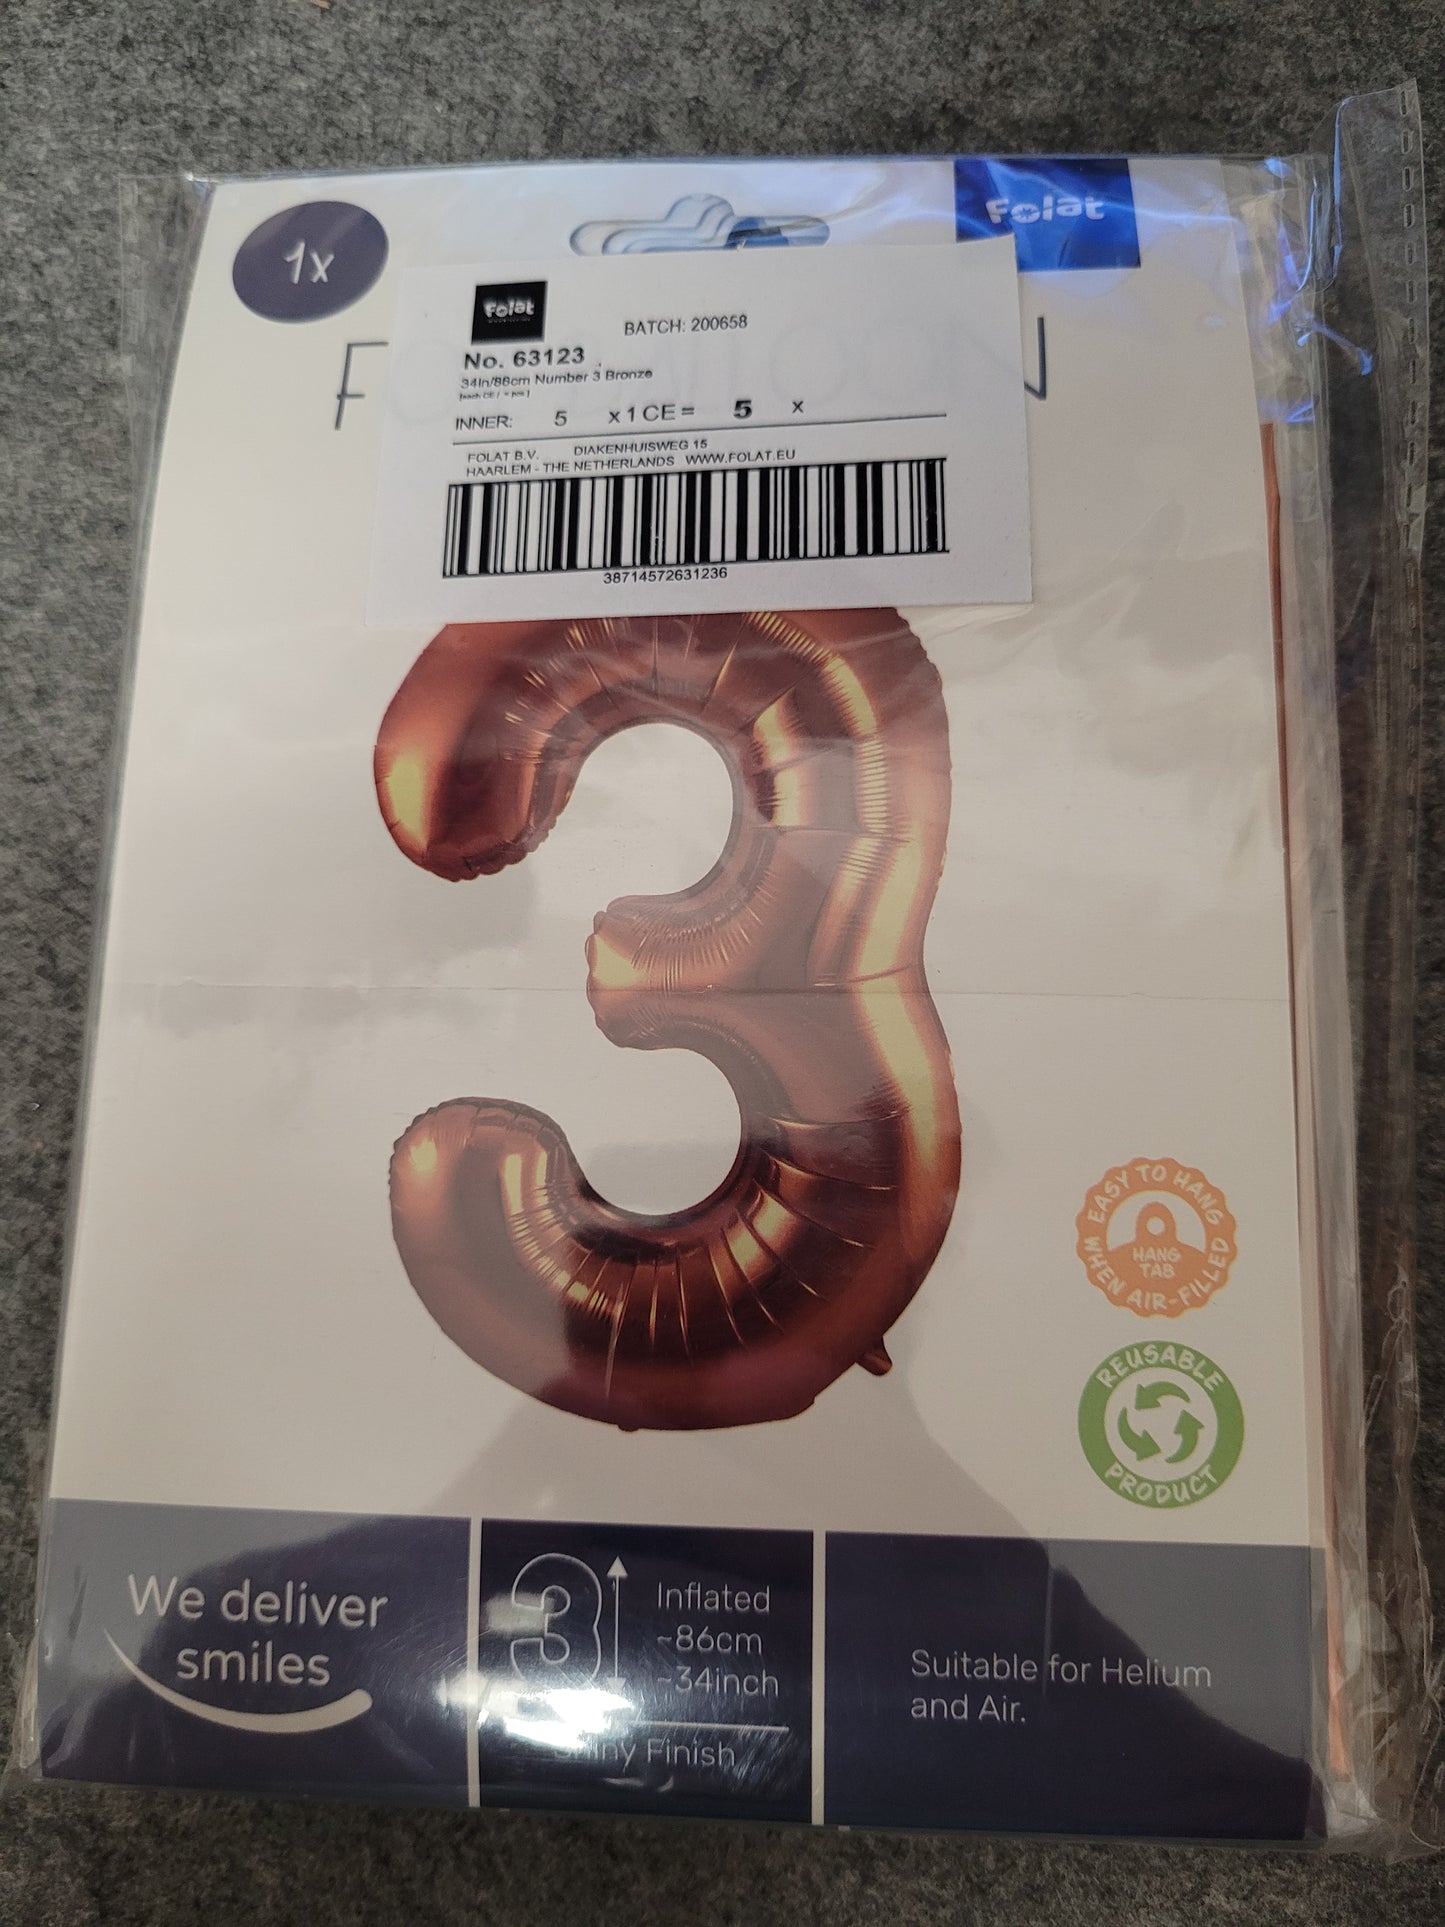 1x
Folat
Folat
BATCH: 200658
No. 63123
34in/86cm Number 3 Bronze
INNER: 5 x 1 CE = 5 x
FOLAT B.V. DIAKENHUISWEG 15
HAARLEM - THE NETHERLANDS WWW.FOLAT.EU
38714572631236
EASY TO HANG
WHEN AIR-FILLED
HANG
TAB
REUSABLE
PRODUCT
We deliver
smiles
3
Inflated
~86cm
~34inch
Shiny Finish
Suitable for Helium
and Air.